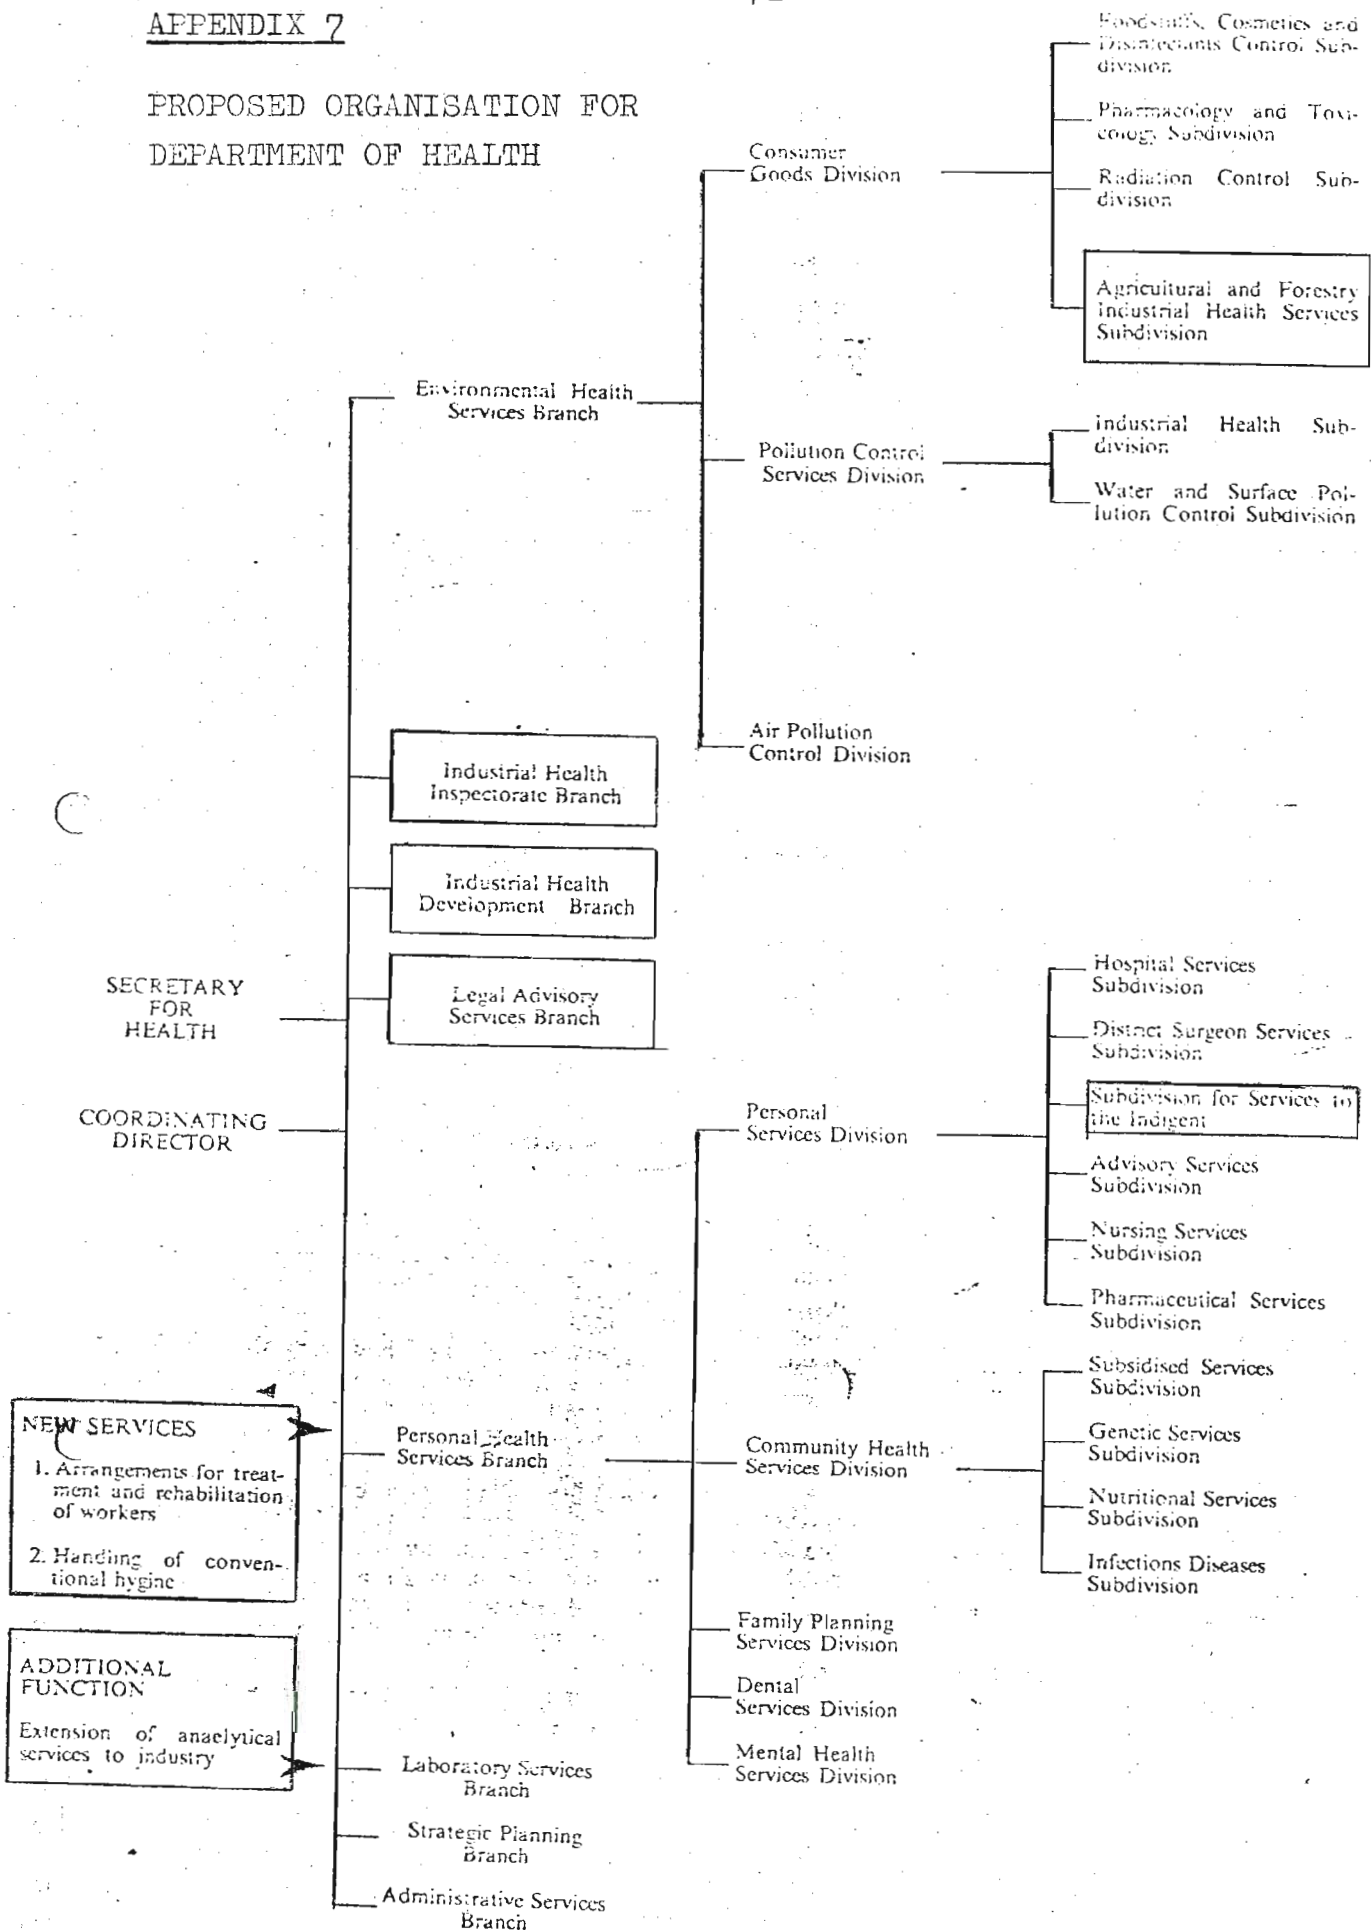 APPENDIX 7
PROPOSED ORGANISATION FOR
DEPARTMENT OF HEALTH
Foodstuffs, Cosmetics and
Disinfectants Control Sub-
division
Pharmacology and Toxi-
cology Subdivision
Radiation Control Sub-
division
Agricultural and Forestry
Industrial Health Services
Subdivision
Consumer
Goods Division
Environmental Health
Services Branch
Pollution Control
Services Division
Industrial Health Sub-
division
Water and Surface Pol-
lution Control Subdivision
Air Pollution
Control Division
Industrial Health
Inspectorate Branch
Industrial Health
Development Branch
Legal Advisory
Services Branch
SECRETARY
FOR
HEALTH
COORDINATING
DIRECTOR
Personal
Services Division
Hospital Services
Subdivision
District Surgeon Services
Subdivision
Subdivision for Services to
the Indigent
Advisory Services
Subdivision
Nursing Services
Subdivision
Pharmaceutical Services
Subdivision
NEW SERVICES
1. Arrangements for treat-
ment and rehabilitation
of workers
2. Handling of conven-
tional hygine
Personal Health
Services Branch
Community Health
Services Division
Subsidised Services
Subdivision
Genetic Services
Subdivision
Nutritional Services
Subdivision
Infections Diseases
Subdivision
Family Planning
Services Division
Dental
Services Division
Mental Health
Services Division
ADDITIONAL
FUNCTION
Extension of anaelytical
services to industry
Laboratory Services
Branch
Strategic Planning
Branch
Administrative Services
Branch